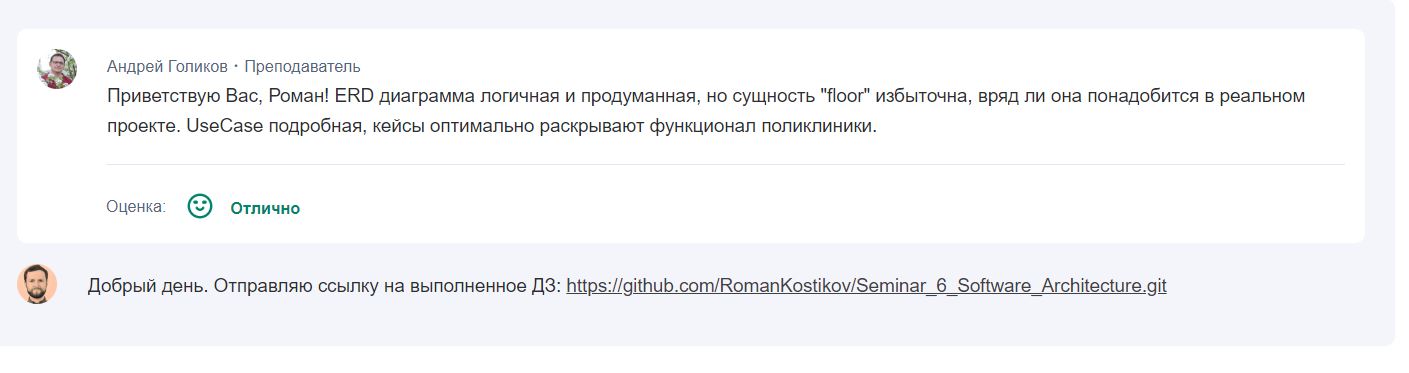 Андрей Голиков · Преподаватель
Приветствую Вас, Роман! ERD диаграмма логичная и продуманная, но сущность "floor" избыточна, вряд ли она понадобится в реальном
проекте. UseCase подробная, кейсы оптимально раскрывают функционал поликлиники.
Оценка: Отлично
Добрый день. Отправляю ссылку на выполненное ДЗ: https://github.com/RomanKostikov/Seminar_6_Software_Architecture.git